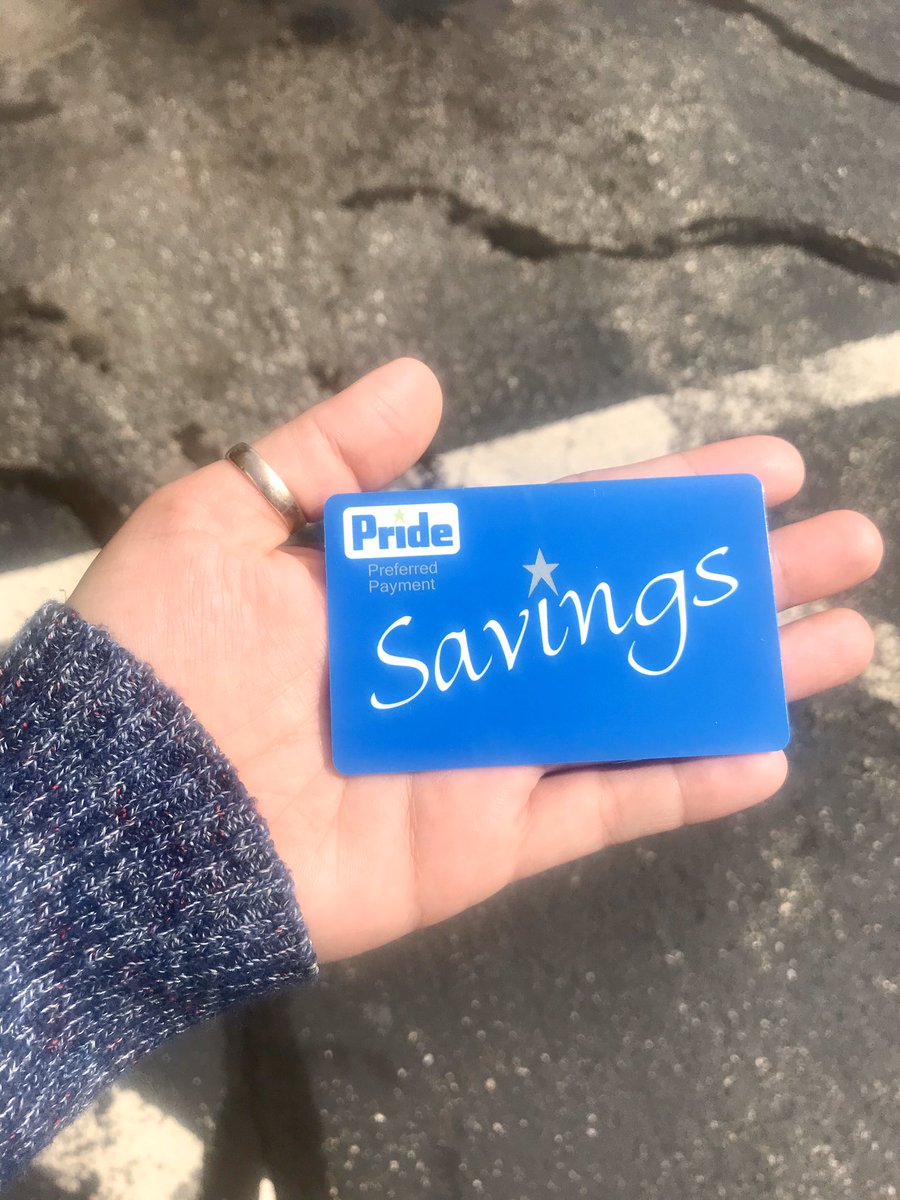 Pride
Preferred
Payment
Savings